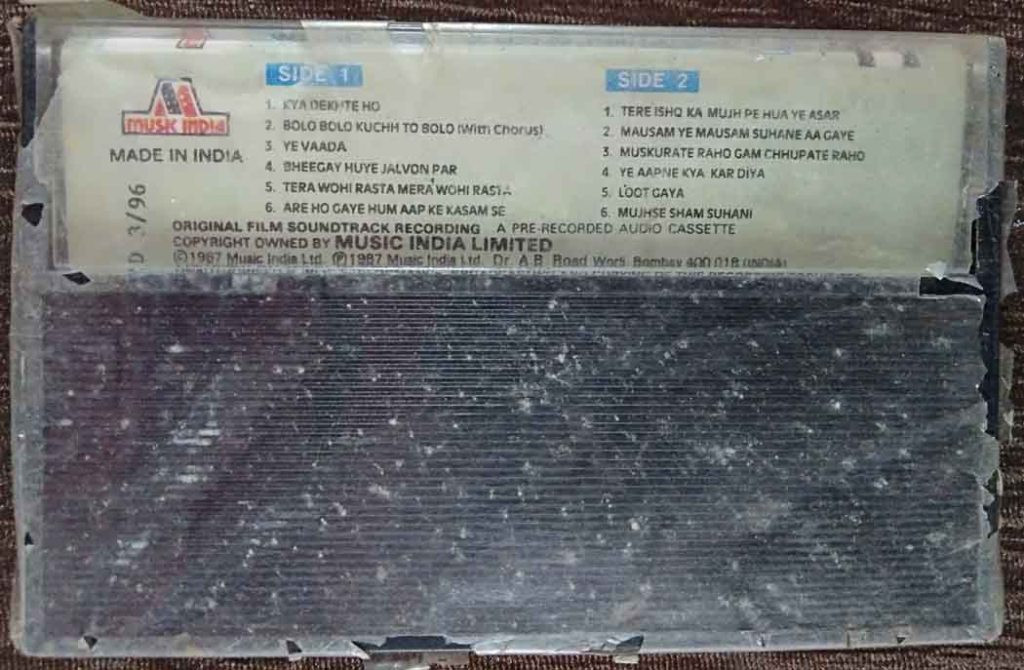 MUSIC INDIA
MADE IN INDIA
D 3/96
SIDE 1
1. KYA DEKHTE HO
2. BOLO BOLO KUCHH TO BOLO (With Chorus)
3. YE VAADA
4. BHEEGAY HUYE JALVON PAR
5. TERA WOHI RASTA MERA WOHI RASTA
6. ARE HO GAYE HUM AAP KE KASAM SE
SIDE 2
1. TERE ISHQ KA MUJH PE HUA YE ASAR
2. MAUSAM YE MAUSAM SUHANE AA GAYE
3. MUSKURATE RAHO GAM CHHUPATE RAHO
4. YE AAPNE KYA KAR DIYA
5. LOOT GAYA
6. MUJHSE SHAM SUHANI
ORIGINAL FILM SOUNDTRACK RECORDING A PRE-RECORDED AUDIO CASSETTE
COPYRIGHT OWNED BY MUSIC INDIA LIMITED
©1987 Music India Ltd. ℗1987 Music India Ltd. Dr. A.B. Road Worli, Bombay 400 018 (INDIA)